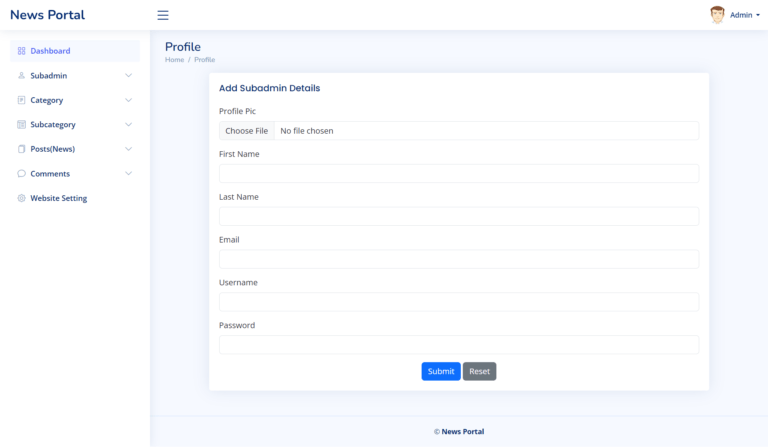 News Portal
Admin
Dashboard
Subadmin
Category
Subcategory
Posts(News)
Comments
Website Setting
Profile
Home / Profile
Add Subadmin Details
Profile Pic
Choose File No file chosen
First Name
Last Name
Email
Username
Password
Submit Reset
© News Portal